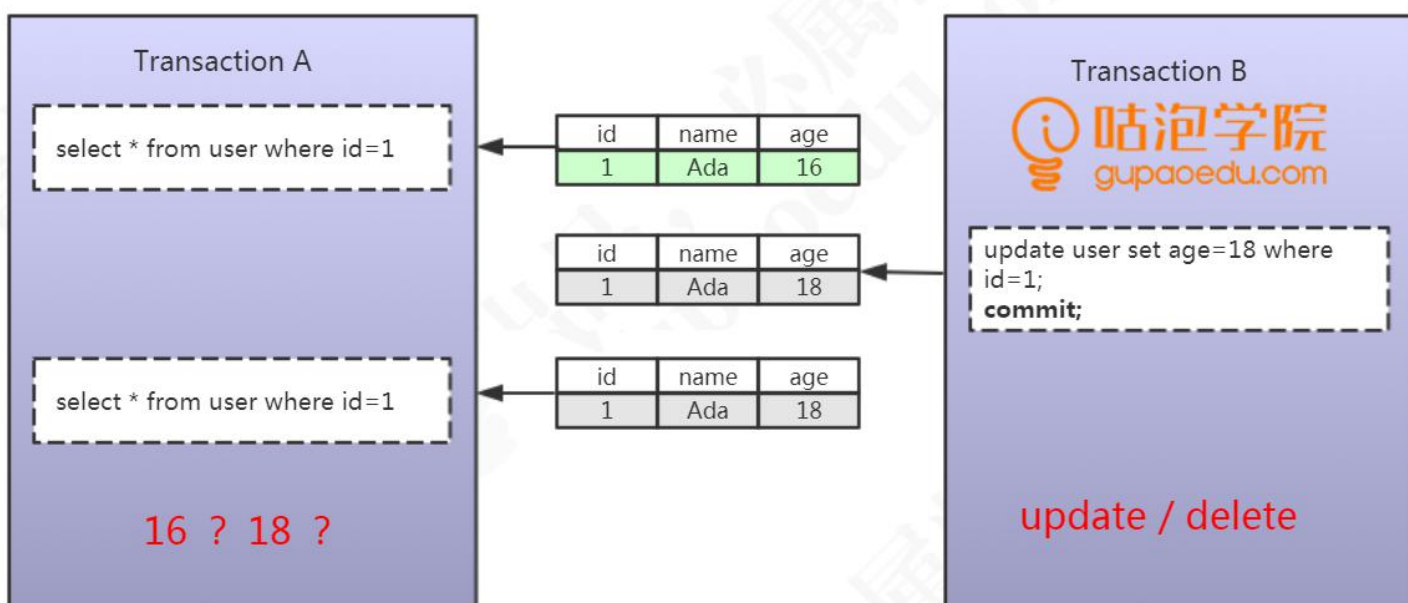 Transaction A
select * from user where id=1
id name age
1 Ada 16
Transaction B
咕泡学院
gupaoedu.com
id name age
1 Ada 18
update user set age=18 where
id=1;
commit;
select * from user where id=1
id name age
1 Ada 18
16 ? 18 ?
update / delete